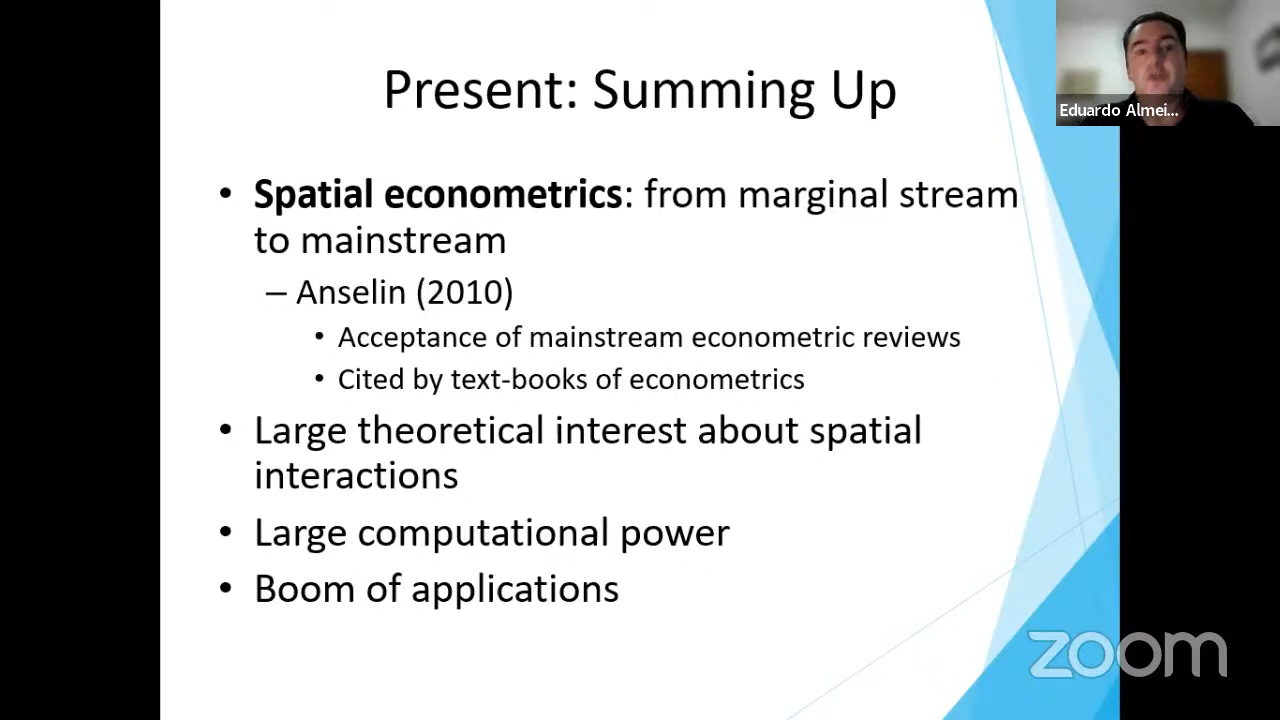 Present: Summing Up
Eduardo Almei...
• Spatial econometrics: from marginal stream
to mainstream
– Anselin (2010)
• Acceptance of mainstream econometric reviews
• Cited by text-books of econometrics
• Large theoretical interest about spatial
interactions
• Large computational power
• Boom of applications
zoom